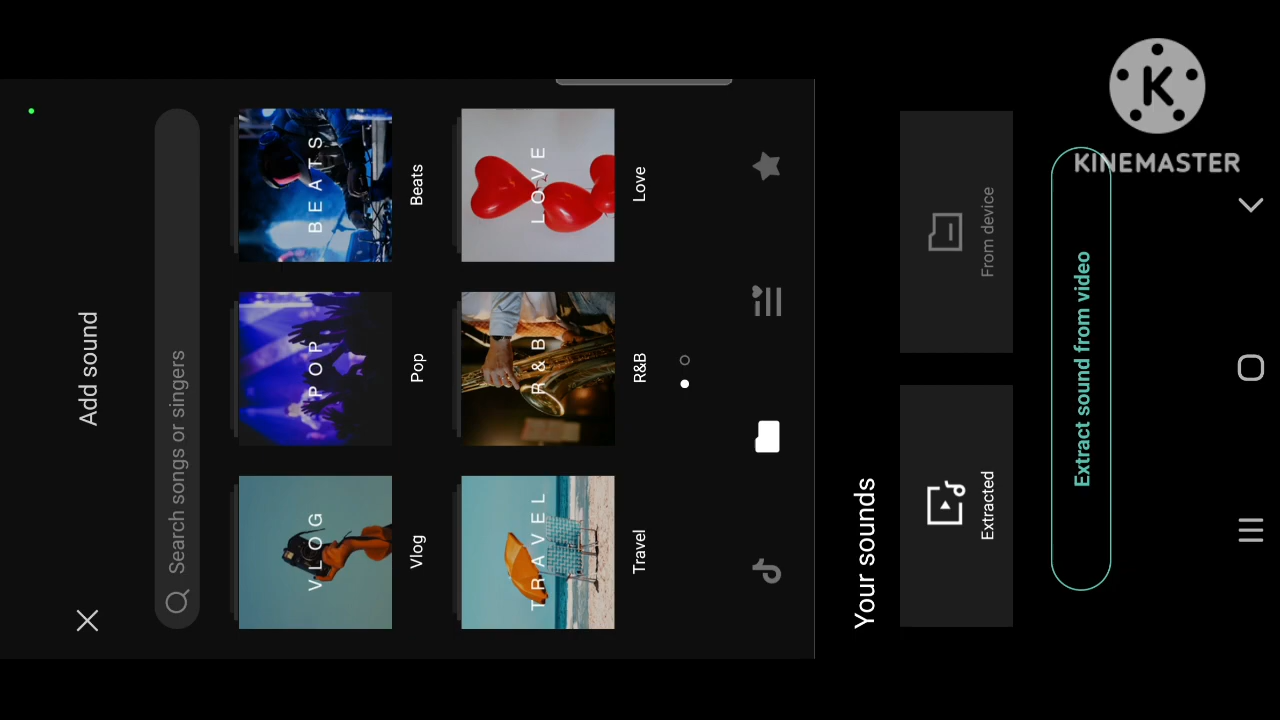 Add sound
Search songs or singers
VLOG
POP
BEATS
Vlog
Pop
Beats
TRAVEL
R&B
LOVE
Travel
R&B
Love
Your sounds
Extracted
From device
Extract sound from video
K
KINEMASTER